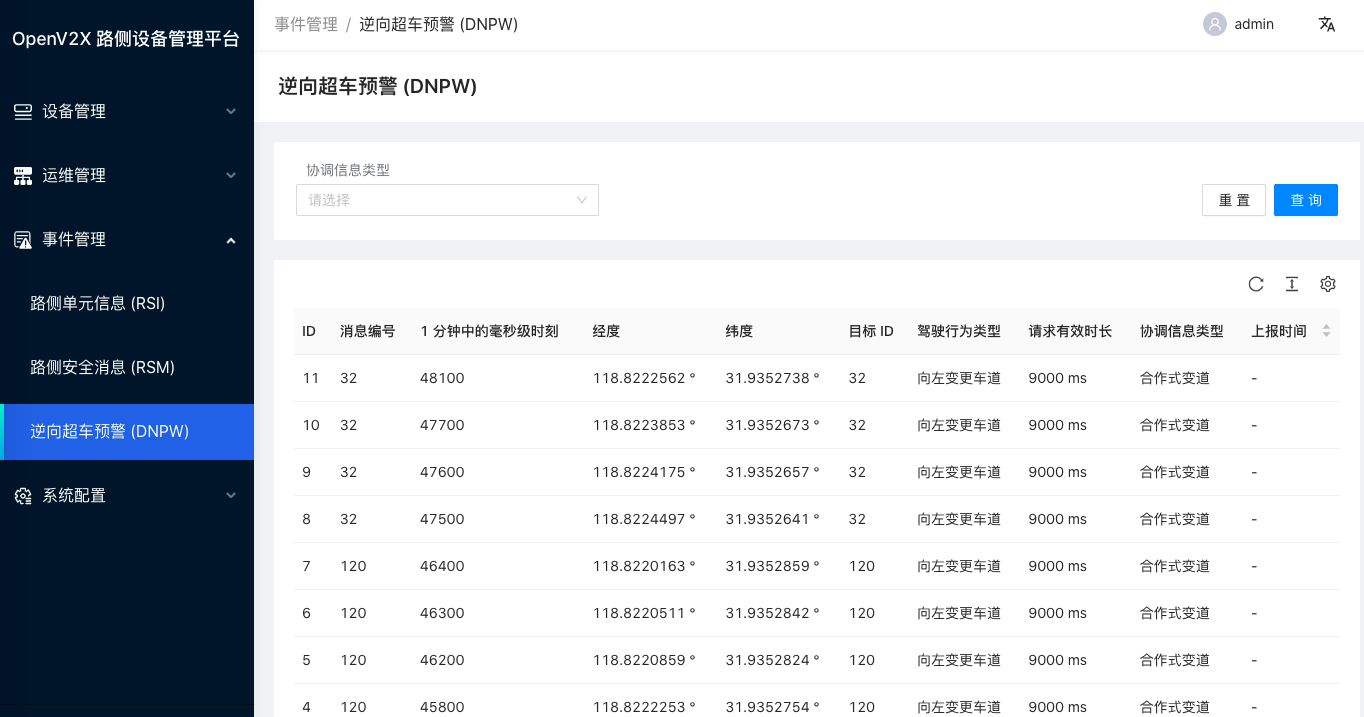 OpenV2X 路侧设备管理平台
设备管理
运维管理
事件管理
路侧单元信息 (RSI)
路侧安全消息 (RSM)
逆向超车预警 (DNPW)
系统配置
事件管理 / 逆向超车预警 (DNPW)
admin
逆向超车预警 (DNPW)
协调信息类型
请选择
重 置 查 询
ID 消息编号 1 分钟中的毫秒级时刻 经度 纬度 目标 ID 驾驶行为类型 请求有效时长 协调信息类型 上报时间
11 32 48100 118.8222562 ° 31.9352738 ° 32 向左变更车道 9000 ms 合作式变道 -
10 32 47700 118.8223853 ° 31.9352673 ° 32 向左变更车道 9000 ms 合作式变道 -
9 32 47600 118.8224175 ° 31.9352657 ° 32 向左变更车道 9000 ms 合作式变道 -
8 32 47500 118.8224497 ° 31.9352641 ° 32 向左变更车道 9000 ms 合作式变道 -
7 120 46400 118.8220163 ° 31.9352859 ° 120 向左变更车道 9000 ms 合作式变道 -
6 120 46300 118.8220511 ° 31.9352842 ° 120 向左变更车道 9000 ms 合作式变道 -
5 120 46200 118.8220859 ° 31.9352824 ° 120 向左变更车道 9000 ms 合作式变道 -
4 120 45800 118.8222253 ° 31.9352754 ° 120 向左变更车道 9000 ms 合作式变道 -